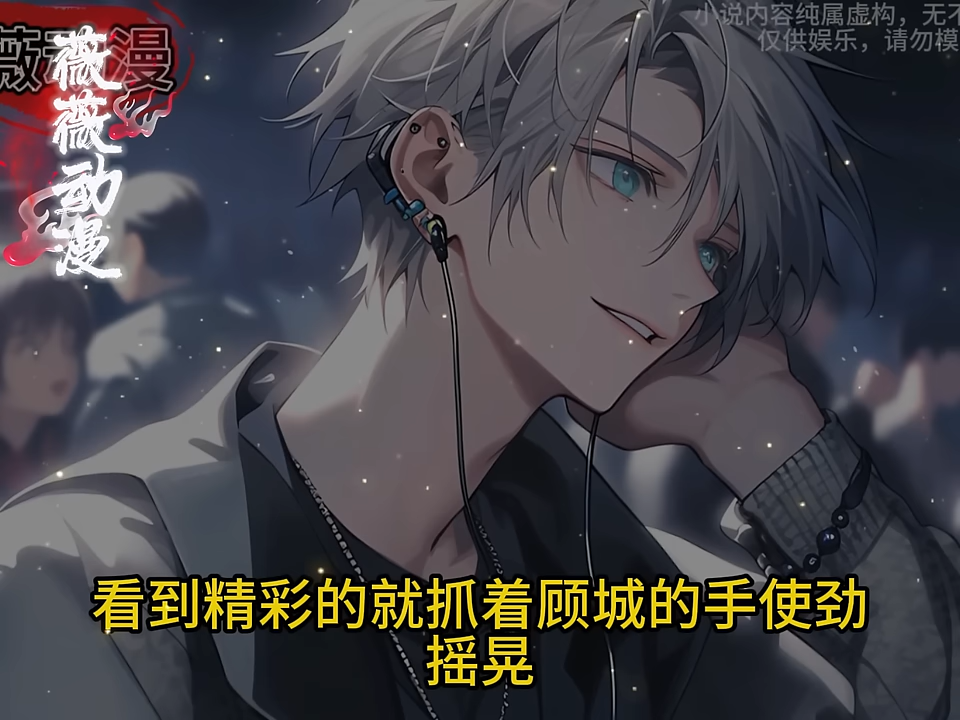 小说内容纯属虚构，无不
仅供娱乐，请勿模
薇薇动漫
薇 漫
看到精彩的就抓着顾城的手使劲
摇晃